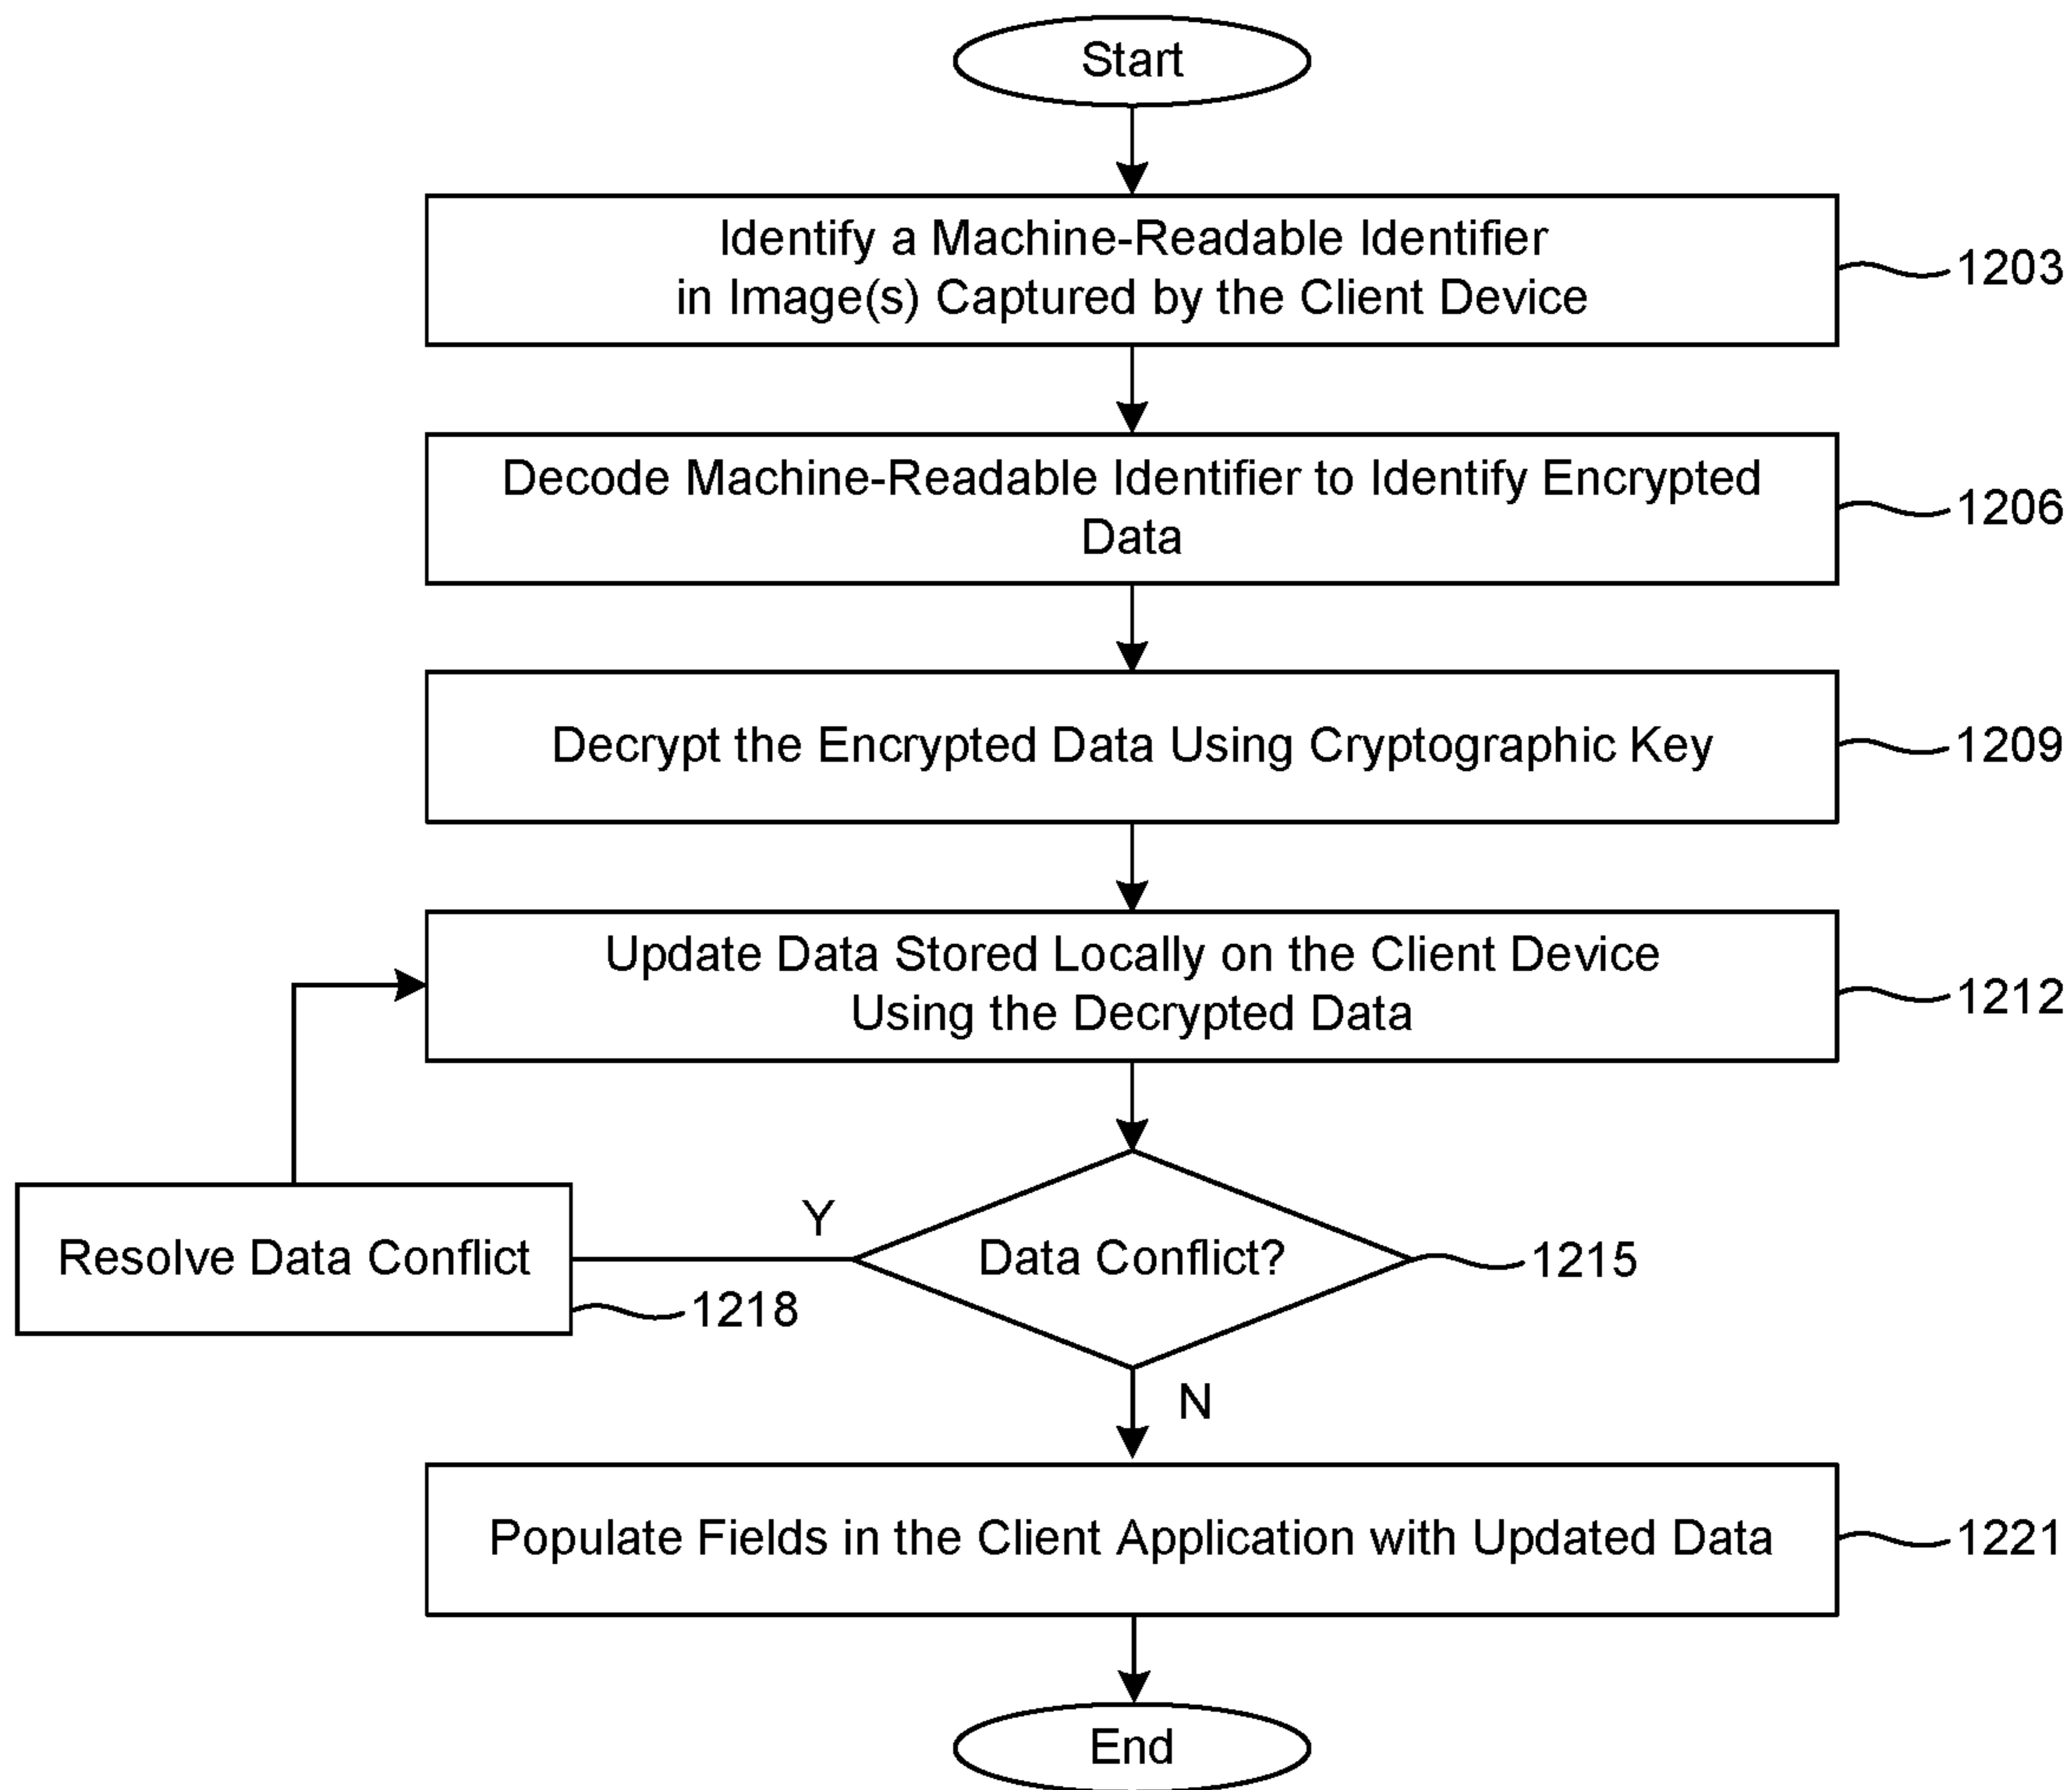 Start
Identify a Machine-Readable Identifier
in Image(s) Captured by the Client Device
1203
Decode Machine-Readable Identifier to Identify Encrypted
Data
1206
Decrypt the Encrypted Data Using Cryptographic Key
1209
Update Data Stored Locally on the Client Device
Using the Decrypted Data
1212
Y
Resolve Data Conflict
1218
Data Conflict?
1215
N
Populate Fields in the Client Application with Updated Data
1221
End